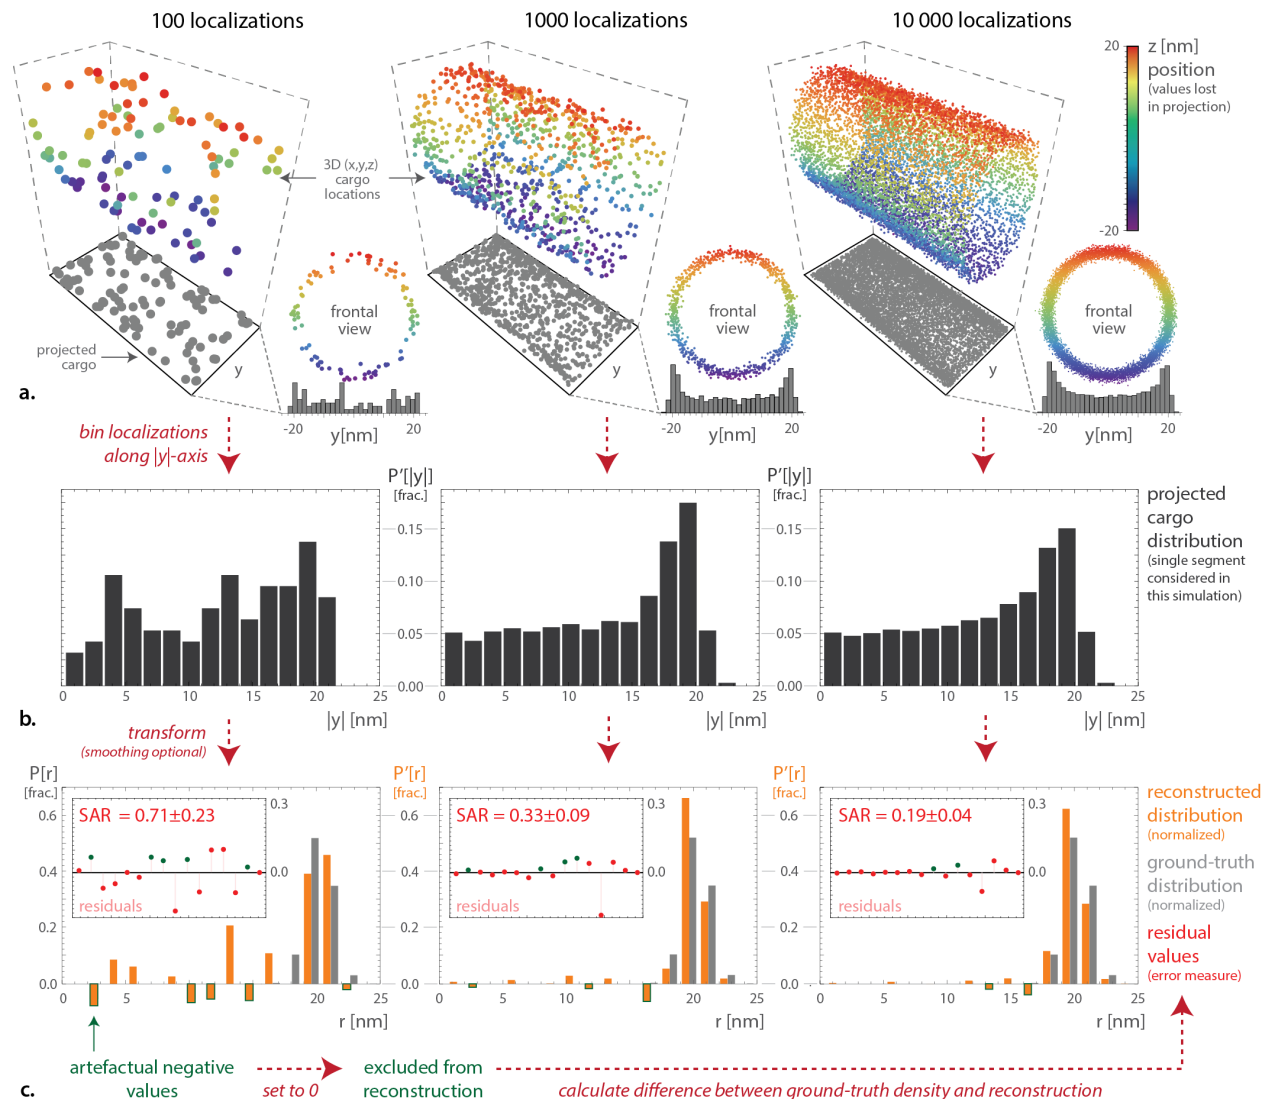 100 localizations
1000 localizations
10 000 localizations
20
z [nm]
position
(values lost
in projection)
-20
3D (x,y,z)
cargo
locations
frontal
view
frontal
view
frontal
view
projected
cargo
y
y
y
a.
-20
20
y[nm]
-20
20
y[nm]
-20
20
y[nm]
bin localizations
along |y|-axis
P'[|y|]
[frac.]
P'[|y|]
[frac.]
0.15
0.10
0.05
0.00
0.15
0.10
0.05
0.00
projected
cargo
distribution
(single segment
considered in
this simulation)
0 5 10 15 20 25
|y| [nm]
5 10 15 20 25
|y| [nm]
0 5 10 15 20 25
|y| [nm]
b.
transform
(smoothing optional)
P[r]
[frac.]
P'[r]
[frac.]
P'[r]
[frac.]
0.6
0.4
0.2
0.0
SAR = 0.71±0.23
0.3
0.0
residuals
0.6
0.4
0.2
0.0
SAR = 0.33±0.09
0.3
0.0
residuals
0.6
0.4
0.2
0.0
SAR = 0.19±0.04
0.3
0.0
residuals
reconstructed
distribution
(normalized)
ground-truth
distribution
(normalized)
residual
values
(error measure)
0 5 10 15 20 25
r [nm]
0 5 10 15 20 25
r [nm]
0 5 10 15 20 25
r [nm]
artefactual negative
values
set to 0
excluded from
reconstruction
calculate difference between ground-truth density and reconstruction
c.